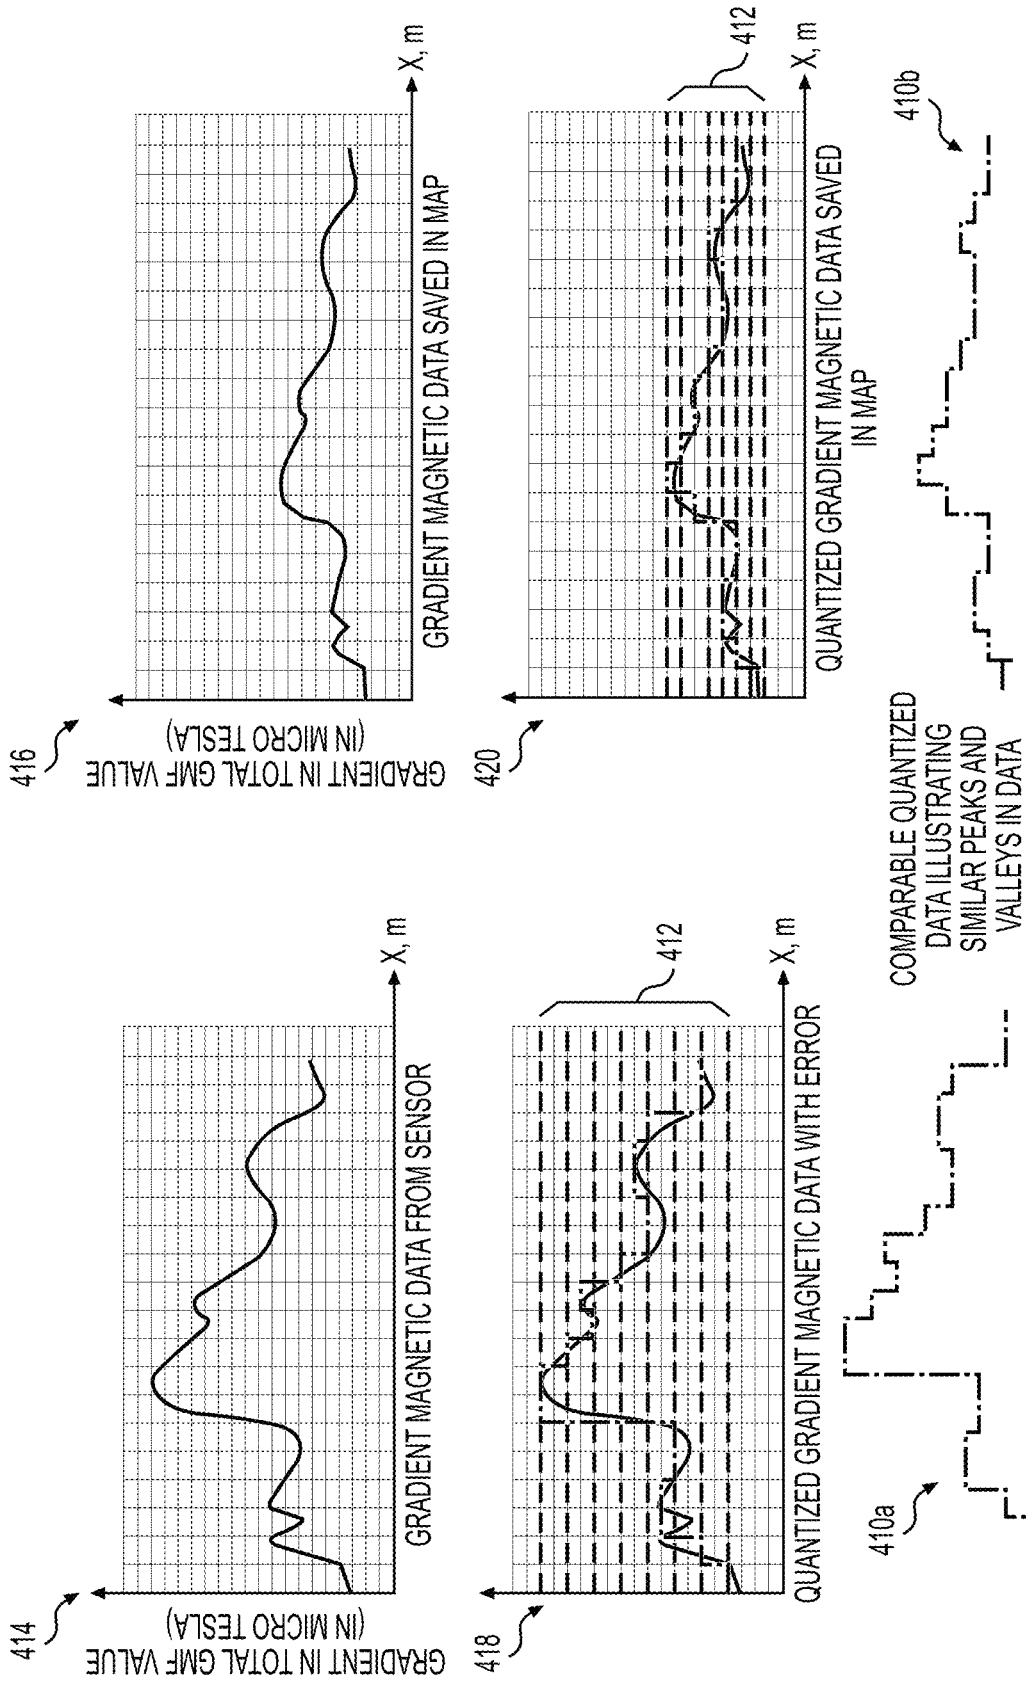 414
GRADIENT IN TOTAL GMF VALUE
(IN MICRO TESLA)
X, m
GRADIENT MAGNETIC DATA FROM SENSOR
416
GRADIENT IN TOTAL GMF VALUE
(IN MICRO TESLA)
X, m
GRADIENT MAGNETIC DATA SAVED IN MAP
418
412
X, m
QUANTIZED GRADIENT MAGNETIC DATA WITH ERROR
420
412
X, m
QUANTIZED GRADIENT MAGNETIC DATA SAVED
IN MAP
410a
COMPARABLE QUANTIZED
DATA ILLUSTRATING
SIMILAR PEAKS AND
VALLEYS IN DATA
410b